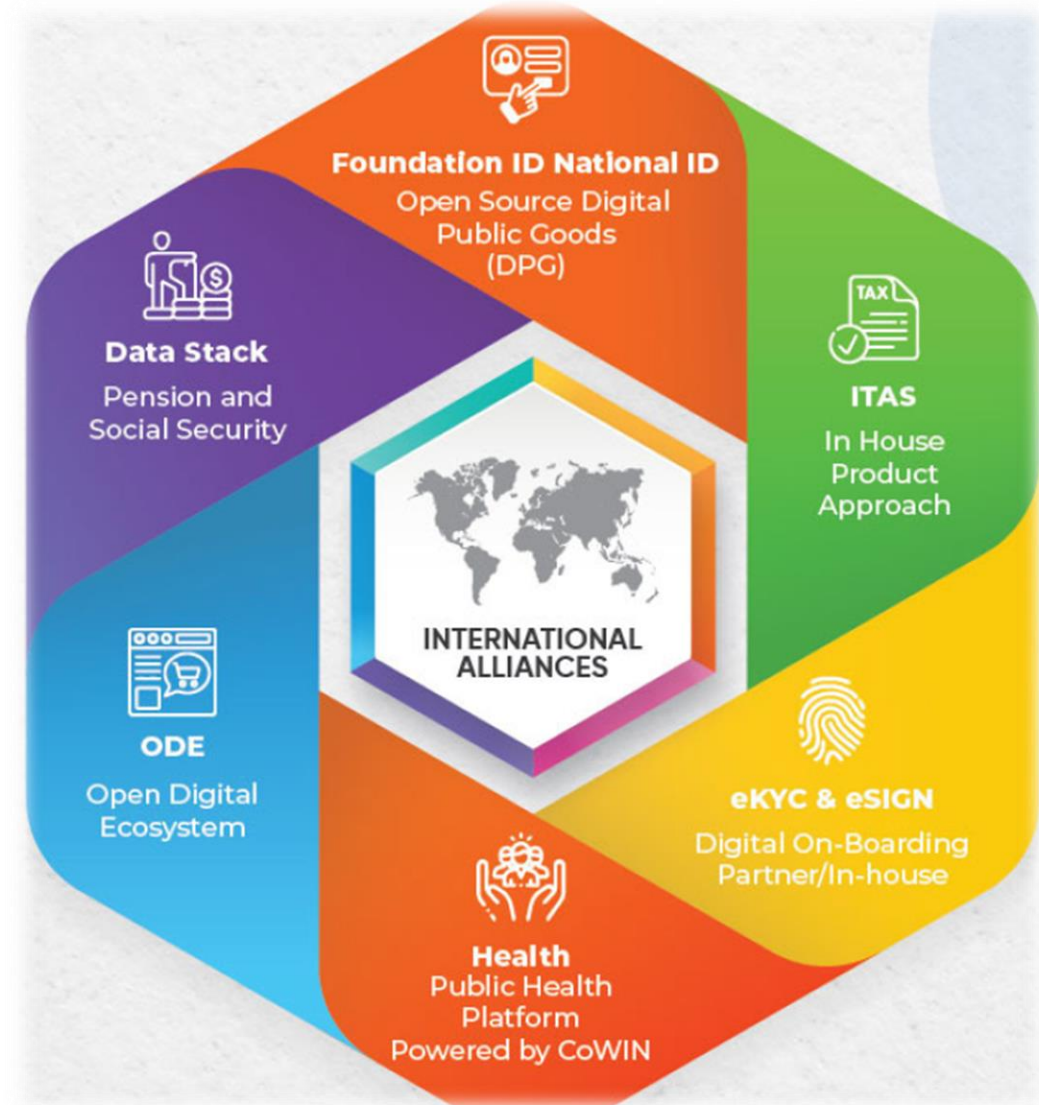 Foundation ID National ID
Open Source Digital
Public Goods
(DPG)
TAX
ITAS
In House
Product
Approach
eKYC & eSIGN
Digital On-Boarding
Partner/In-house
Health
Public Health
Platform
Powered by CoWIN
ODE
Open Digital
Ecosystem
$
Data Stack
Pension and
Social Security
INTERNATIONAL
ALLIANCES